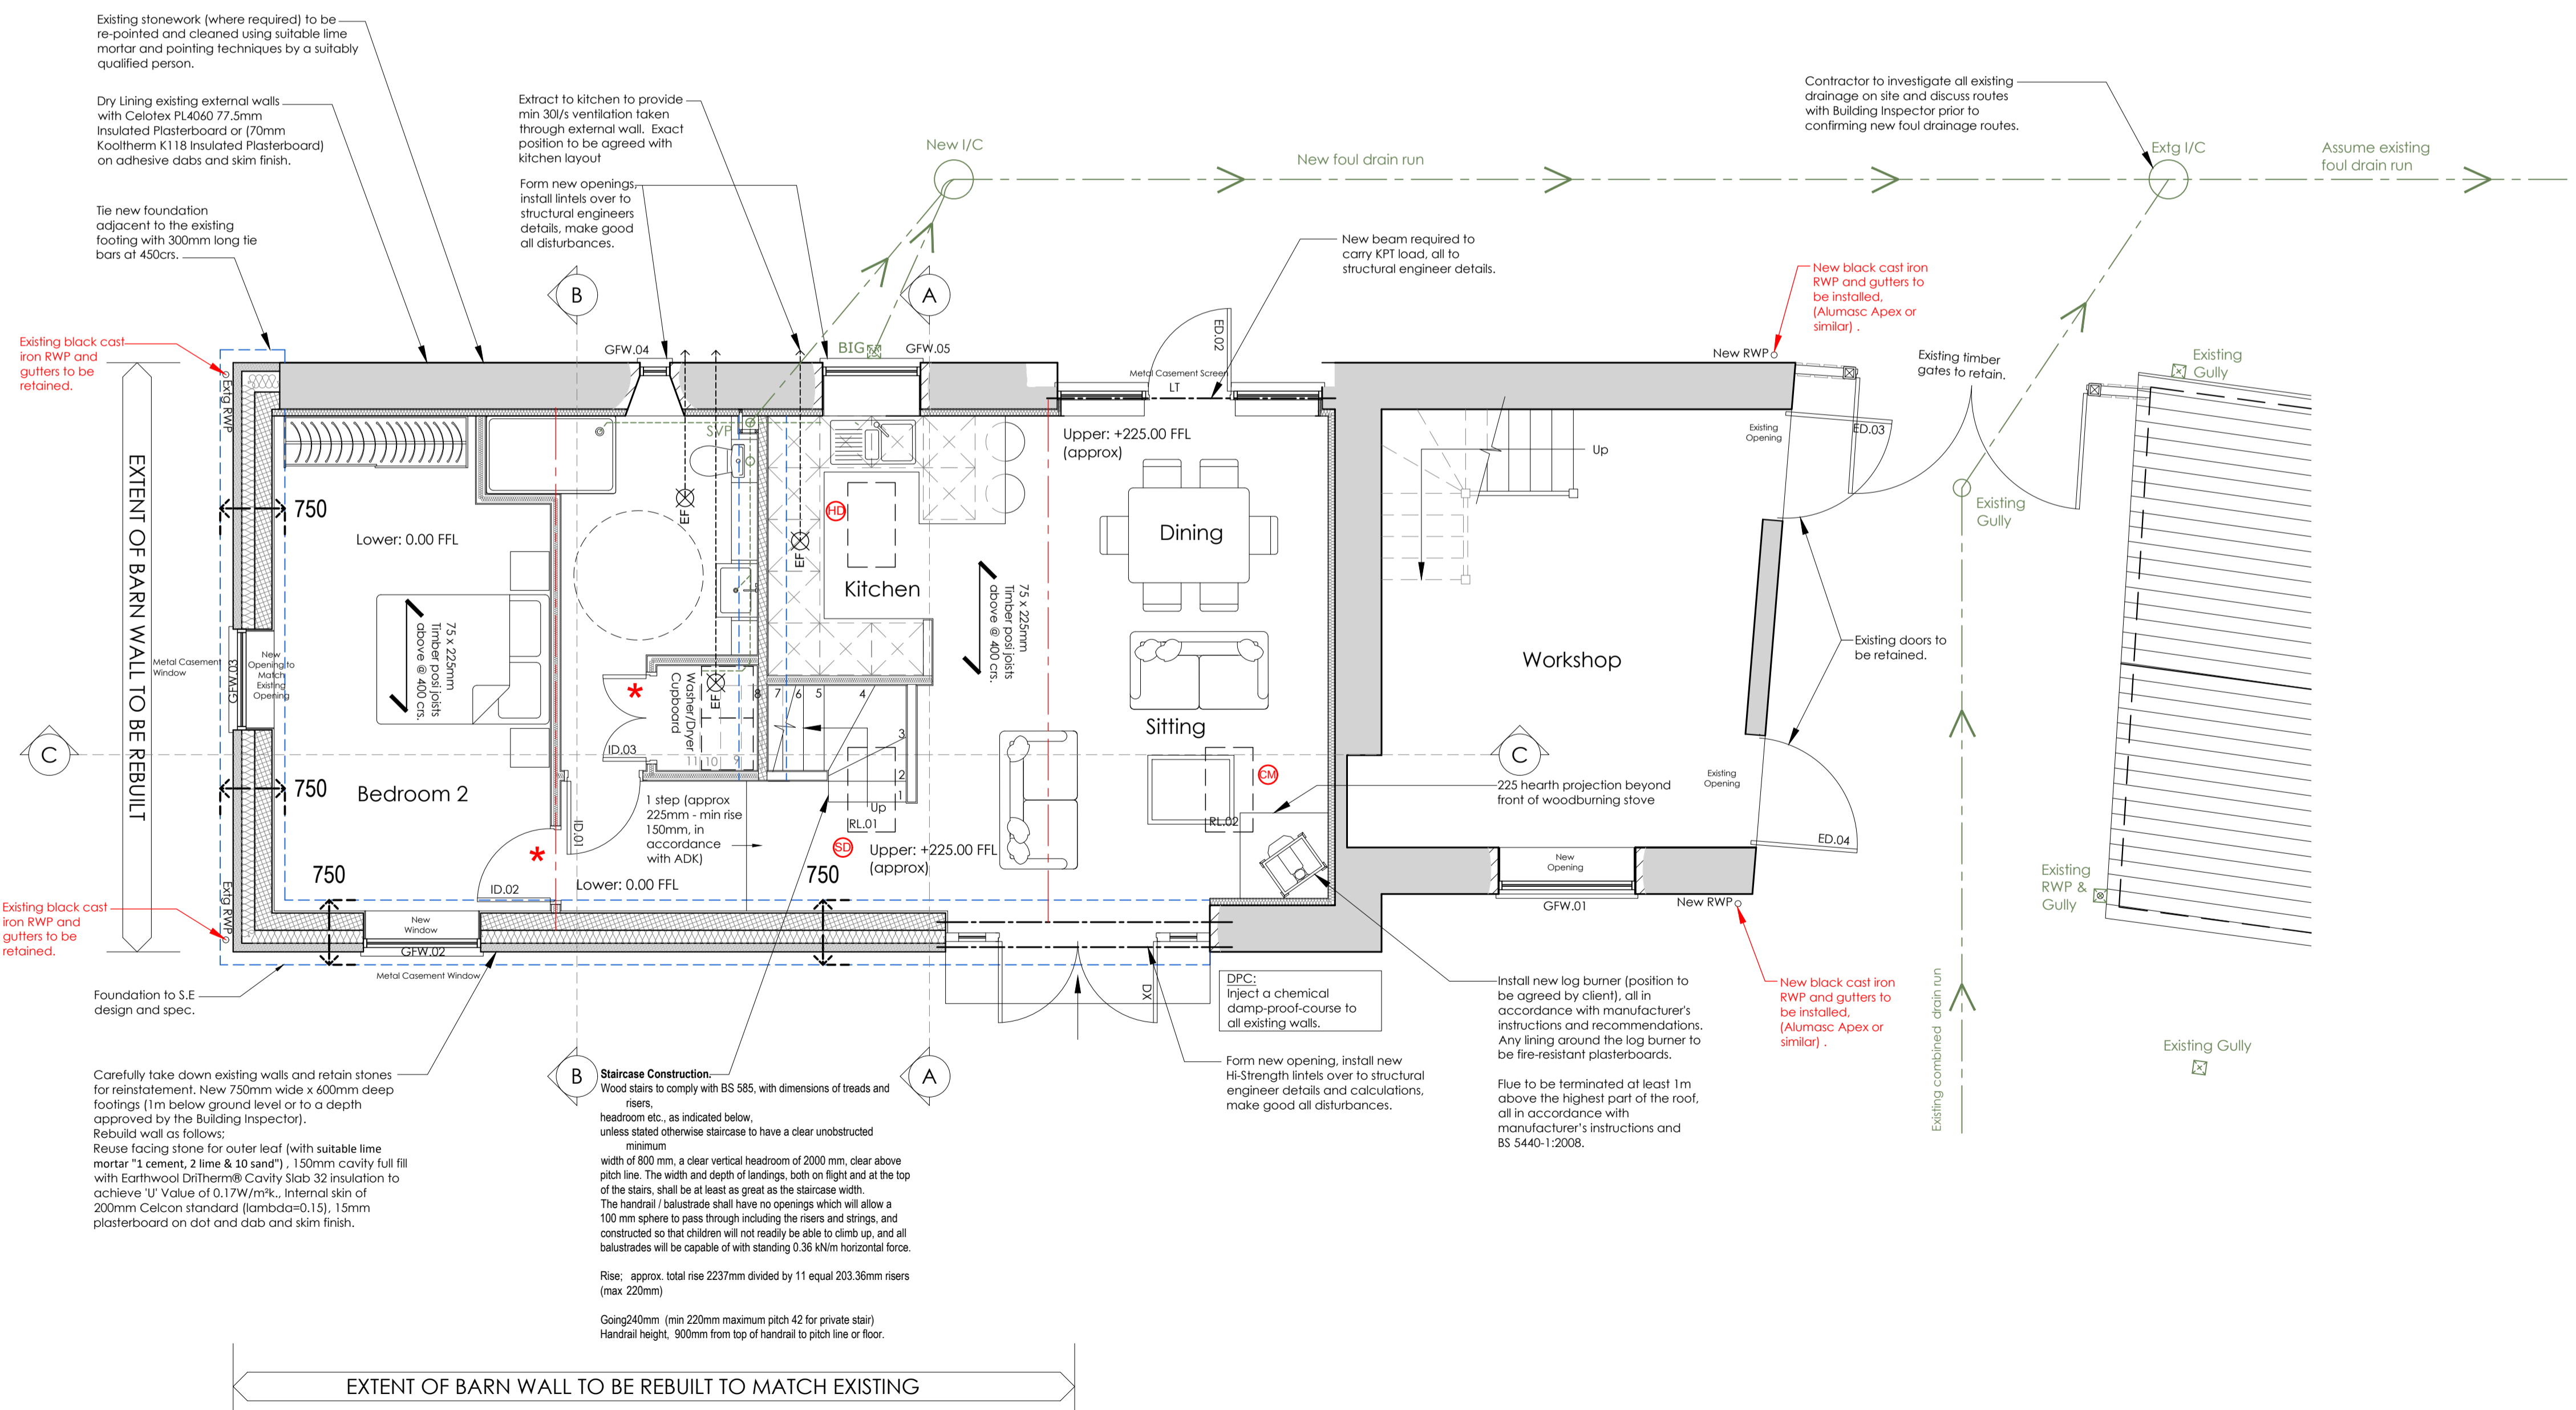 Existing stonework (where required) to be
re-pointed and cleaned using suitable lime
mortar and pointing techniques by a suitably
qualified person.
Dry Lining existing external walls
with Celotex PL4060 77.5mm
Insulated Plasterboard or (70mm
Kooltherm K118 Insulated Plasterboard)
on adhesive dabs and skim finish.
Tie new foundation
adjacent to the existing
footing with 300mm long tie
bars at 450crs.
Extract to kitchen to provide
min 30l/s ventilation taken
through external wall. Exact
position to be agreed with
kitchen layout
Form new openings,
install lintels over to
structural engineers
details, make good
all disturbances.
New I/C
New foul drain run
Contractor to investigate all existing
drainage on site and discuss routes
with Building Inspector prior to
confirming new foul drainage routes.
Extg I/C
Assume existing
foul drain run
New beam required to
carry KPT load, all to
structural engineer details.
New black cast iron
RWP and gutters to
be installed,
(Alumasc Apex or
similar) .
B
A
Existing black cast
iron RWP and
gutters to be
retained.
Extg RWP
GFW.04
BIG
GFW.05
ED.02
Metal Casement Screen
LT
New RWP
Existing timber
gates to retain.
Existing
Gully
EXTENT OF BARN WALL TO BE REBUILT
SVP
Upper: +225.00 FFL
(approx)
Up
Existing
Opening
ED.03
750
HD
EF
EF
Existing
Gully
Lower: 0.00 FFL
Dining
Kitchen
75 x 225mm
Timber posi joists
above @ 400 crs.
75 x 225mm
Timber posi joists
above @ 400 crs.
Metal Casement
Window
GFW.03
New
Opening to
Match
Existing
Opening
*
Washer/Dryer
Cupboard
EF
8 7 6 5 4
3
2
1
11 10 9
Sitting
Workshop
Existing doors to
be retained.
C
C
ID.03
CM
Existing
Opening
750
Bedroom 2
1 step (approx
225mm - min rise
150mm, in
accordance
with ADK)
Up
RL.01
RL.02
225 hearth projection beyond
front of woodburning stove
ID.01
*
SD
Upper: +225.00 FFL
(approx)
ED.04
750
750
ID.02
Lower: 0.00 FFL
New
Opening
GFW.01
New RWP
Existing
RWP &
Gully
Existing black cast
iron RWP and
gutters to be
retained.
Extg RWP
New
Window
GFW.02
Metal Casement Window
Foundation to S.E
design and spec.
DX
DPC:
Inject a chemical
damp-proof-course to
all existing walls.
Install new log burner (position to
be agreed by client), all in
accordance with manufacturer's
instructions and recommendations.
Any lining around the log burner to
be fire-resistant plasterboards.
Flue to be terminated at least 1m
above the highest part of the roof,
all in accordance with
manufacturer's instructions and
BS 5440-1:2008.
New black cast iron
RWP and gutters to
be installed,
(Alumasc Apex or
similar) .
Existing combined drain run
Existing Gully
Carefully take down existing walls and retain stones
for reinstatement. New 750mm wide x 600mm deep
footings (1m below ground level or to a depth
approved by the Building Inspector).
Rebuild wall as follows;
Reuse facing stone for outer leaf (with suitable lime
mortar "1 cement, 2 lime & 10 sand") , 150mm cavity full fill
with Earthwool DriTherm® Cavity Slab 32 insulation to
achieve 'U' Value of 0.17W/m²k., Internal skin of
200mm Celcon standard (lambda=0.15), 15mm
plasterboard on dot and dab and skim finish.
B
A
Staircase Construction.
Wood stairs to comply with BS 585, with dimensions of treads and
risers,
headroom etc., as indicated below,
unless stated otherwise staircase to have a clear unobstructed
minimum
width of 800 mm, a clear vertical headroom of 2000 mm, clear above
pitch line. The width and depth of landings, both on flight and at the top
of the stairs, shall be at least as great as the staircase width.
The handrail / balustrade shall have no openings which will allow a
100 mm sphere to pass through including the risers and strings, and
constructed so that children will not readily be able to climb up, and all
balustrades will be capable of with standing 0.36 kN/m horizontal force.
Rise; approx. total rise 2237mm divided by 11 equal 203.36mm risers
(max 220mm)
Going240mm (min 220mm maximum pitch 42 for private stair)
Handrail height, 900mm from top of handrail to pitch line or floor.
Form new opening, install new
Hi-Strength lintels over to structural
engineer details and calculations,
make good all disturbances.
EXTENT OF BARN WALL TO BE REBUILT TO MATCH EXISTING